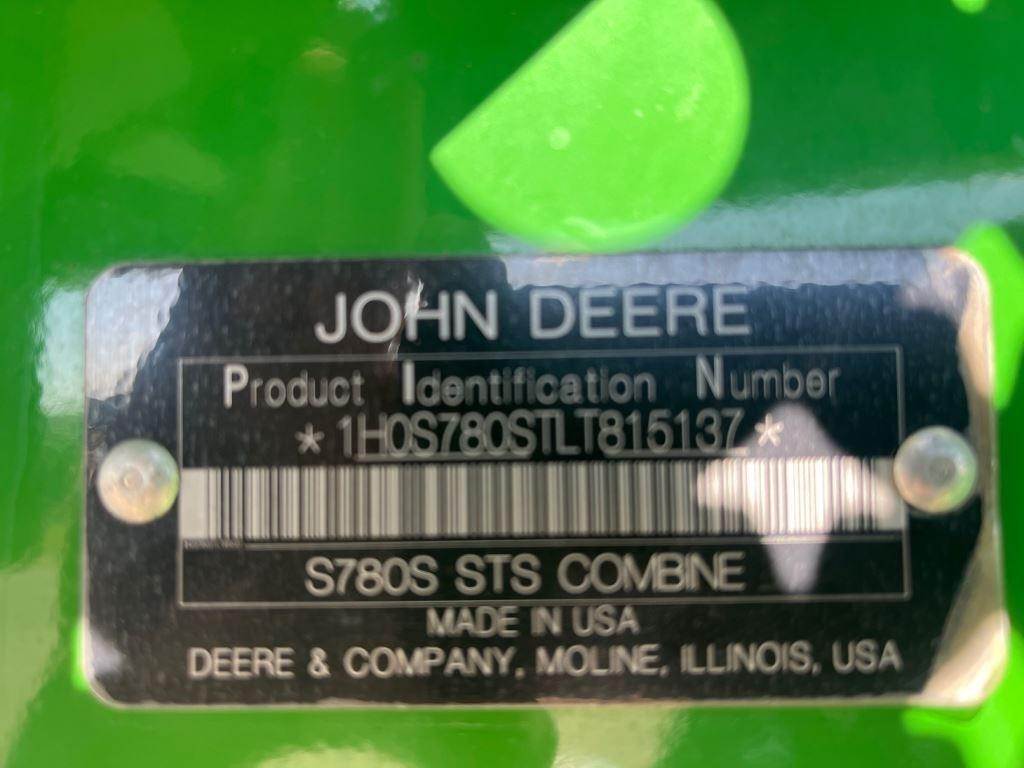 JOHN DEERE
Product Identification Number
*1H0S780STLT815137*
S780S STS COMBINE
MADE IN USA
DEERE & COMPANY, MOLINE, ILLINOIS, USA